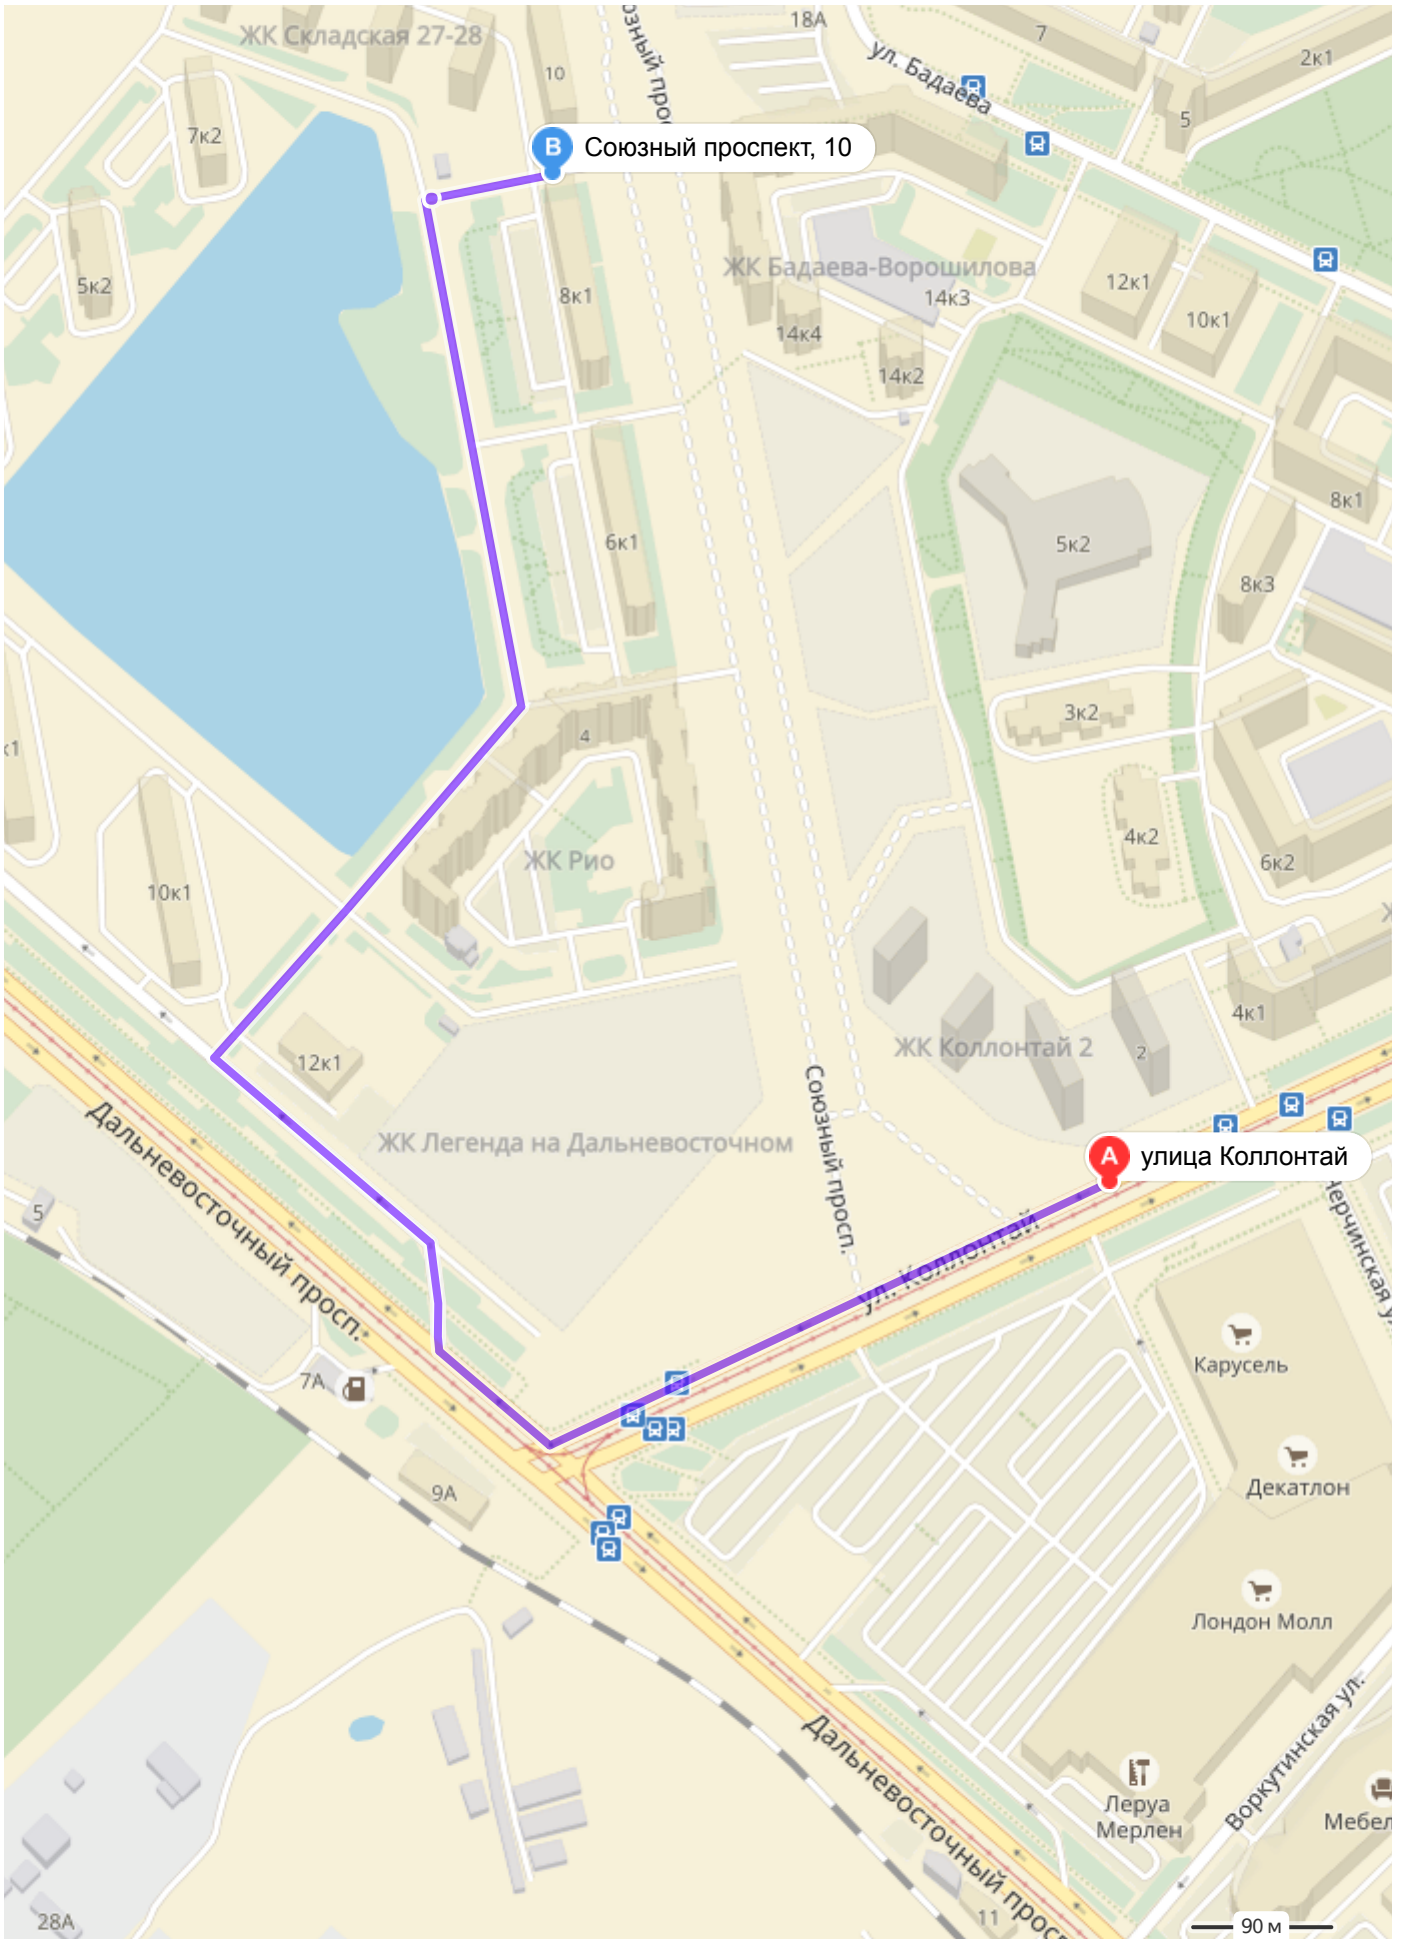 18А
7
2к1
ЖК Складская 27-28
ул. Бадаева
10
5
7к2
B
Союзный проспект, 10
ЖК Бадаева-Ворошилова
5к2
8к1
14к3
12к1
10к1
14к4
14к2
8к1
6к1
5к2
8к3
3к2
4
4к2
ЖК Рио
6к2
10к1
4к1
ЖК Коллонтай 2
2
12к1
Союзный просп.
ЖК Легенда на Дальневосточном
A
улица Коллонтай
Дальневосточный просп.
5
ул. Коллонтай
7А
Карусель
9А
Декатлон
Лондон Молл
Воркутинская ул.
Дальневосточный просп.
Леруа
Мерлен
28А
11
90 м